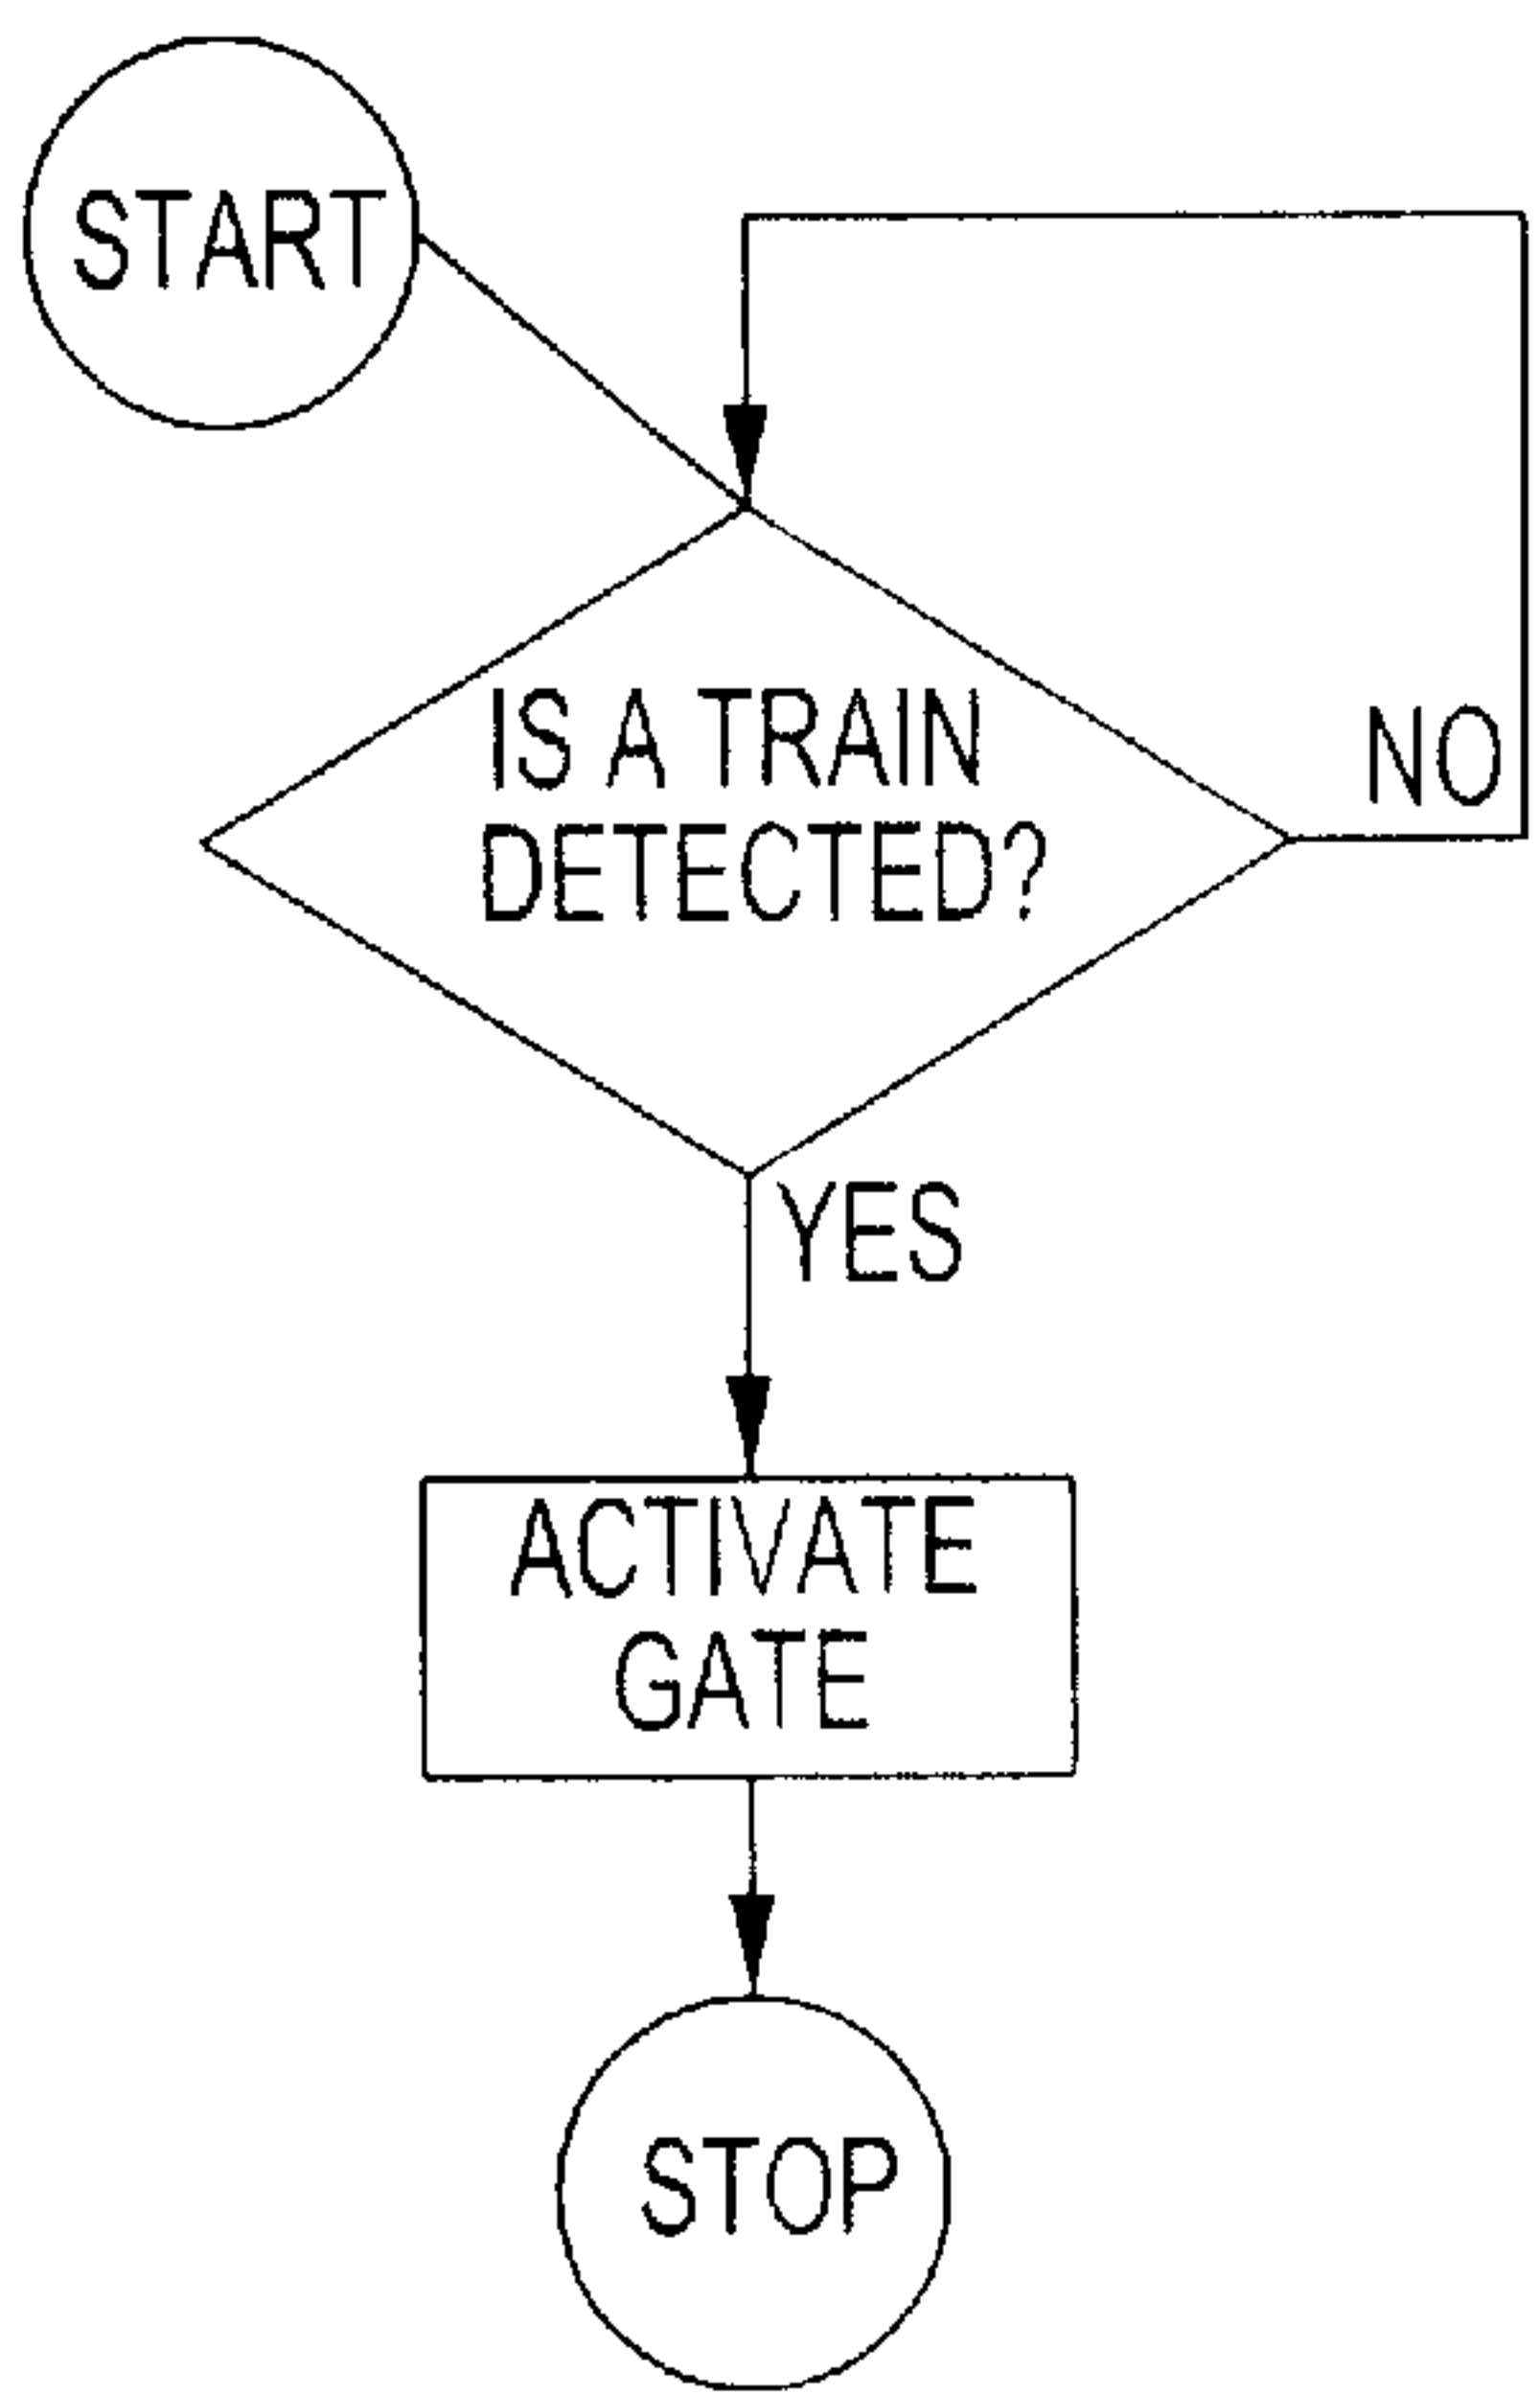 START
IS A TRAIN
DETECTED?
NO
YES
ACTIVATE
GATE
STOP